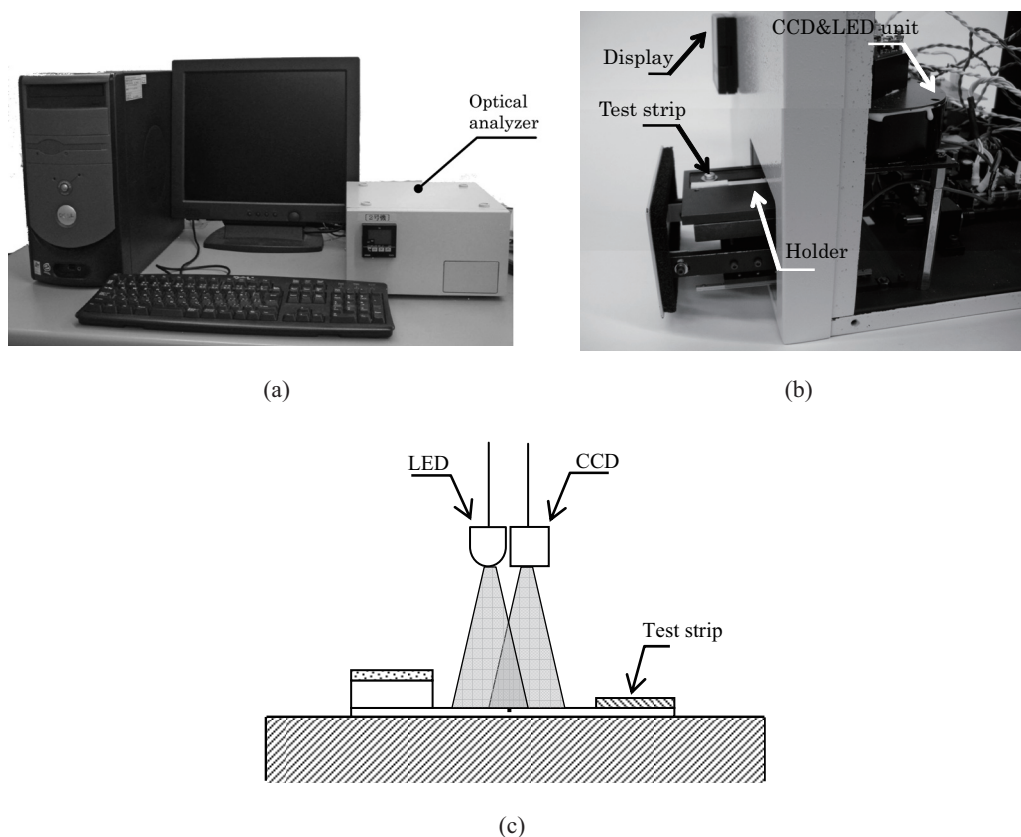 Optical
analyzer
(a)
Display
Test strip
CCD&LED unit
Holder
(b)
LED
CCD
Test strip
(c)